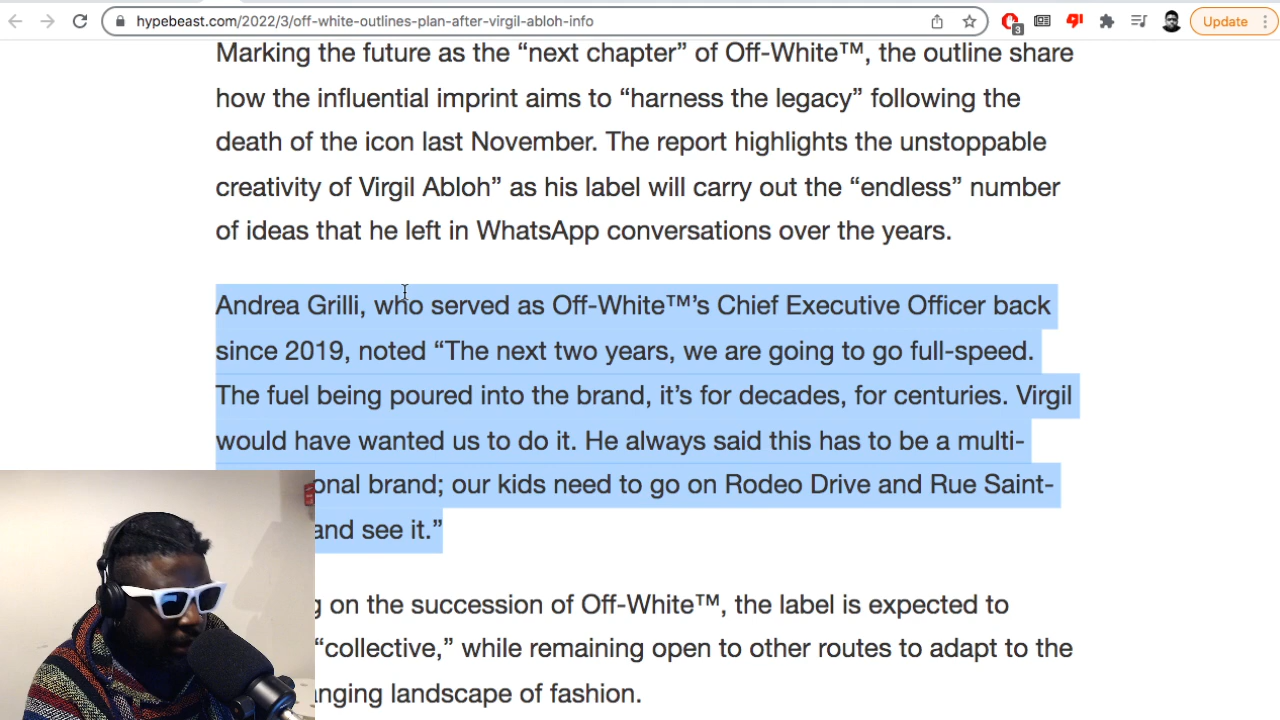 hypebeast.com/2022/3/off-white-outlines-plan-after-virgil-abloh-info
3
Update
Marking the future as the “next chapter” of Off-White™, the outline share
how the influential imprint aims to “harness the legacy” following the
death of the icon last November. The report highlights the unstoppable
creativity of Virgil Abloh” as his label will carry out the “endless” number
of ideas that he left in WhatsApp conversations over the years.
Andrea Grilli, who served as Off-White™’s Chief Executive Officer back
since 2019, noted “The next two years, we are going to go full-speed.
The fuel being poured into the brand, it’s for decades, for centuries. Virgil
would have wanted us to do it. He always said this has to be a multi-
onal brand; our kids need to go on Rodeo Drive and Rue Saint-
and see it.”
g on the succession of Off-White™, the label is expected to
“collective,” while remaining open to other routes to adapt to the
anging landscape of fashion.